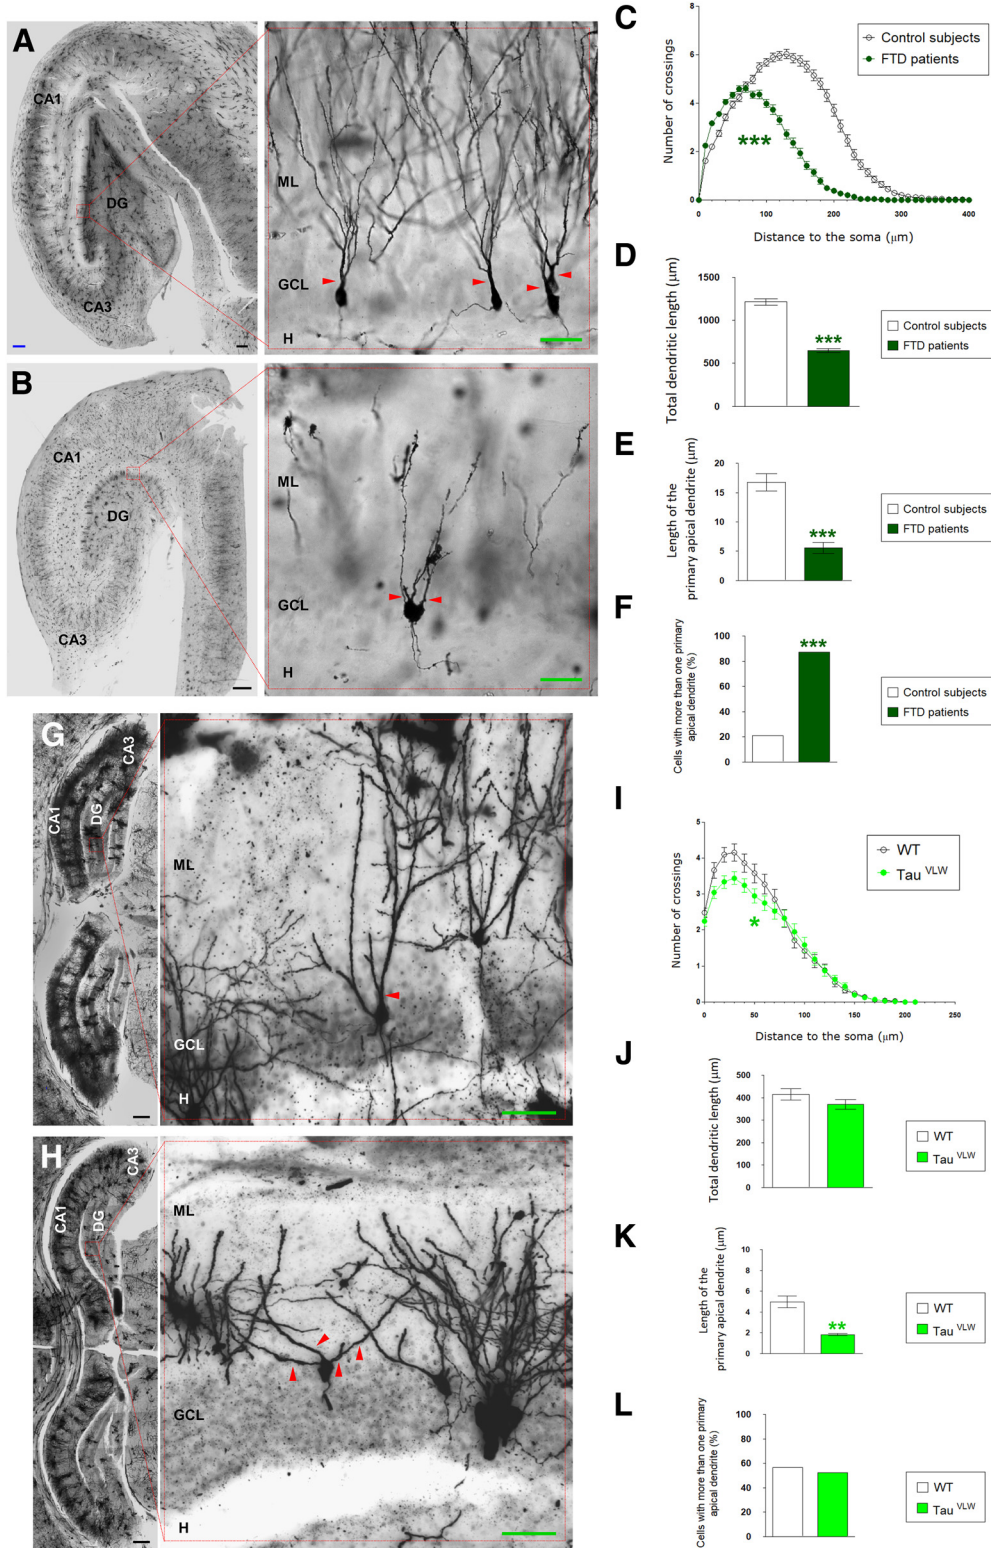 A
CA1
DG
CA3
ML
GCL
H
B
CA1
DG
CA3
ML
GCL
H
C
Number of crossings
8
6
4
2
0
0
100
200
300
400
Distance to the soma (µm)
Control subjects
FTD patients
***
D
Total dendritic length (µm)
1500
1000
500
0
***
Control subjects
FTD patients
E
Length of the
primary apical dendrite (µm)
20
15
10
5
0
***
Control subjects
FTD patients
F
Cells with more than one primary
apical dendrite (%)
100
80
60
40
20
0
***
Control subjects
FTD patients
G
CA3
CA1
DG
ML
GCL
H
H
CA3
CA1
DG
ML
GCL
H
I
Number of crossings
5
4
3
2
1
0
0
50
100
150
200
250
Distance to the soma (µm)
WT
Tau VLW
*
J
Total dendritic length (µm)
500
400
300
200
100
0
WT
Tau VLW
K
Length of the
primary apical dendrite (µm)
10
8
6
4
2
0
**
WT
Tau VLW
L
Cells with more than one primary
apical dendrite (%)
100
80
60
40
20
0
WT
Tau VLW